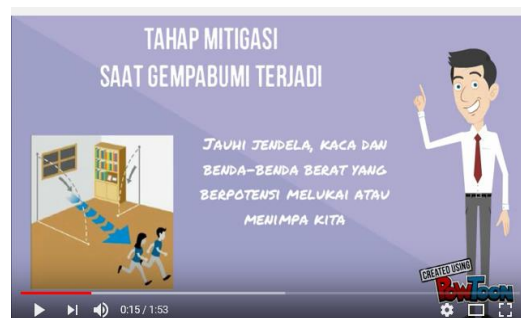 TAHAP MITIGASI
SAAT GEMPABUMI TERJADI
JAUHI JENDELA, KACA DAN
BENDA-BENDA BERAT YANG
BERPOTENSI MELUKAI ATAU
MENIMPA KITA
CREATED USING
POWTOON
0:15 / 1:53